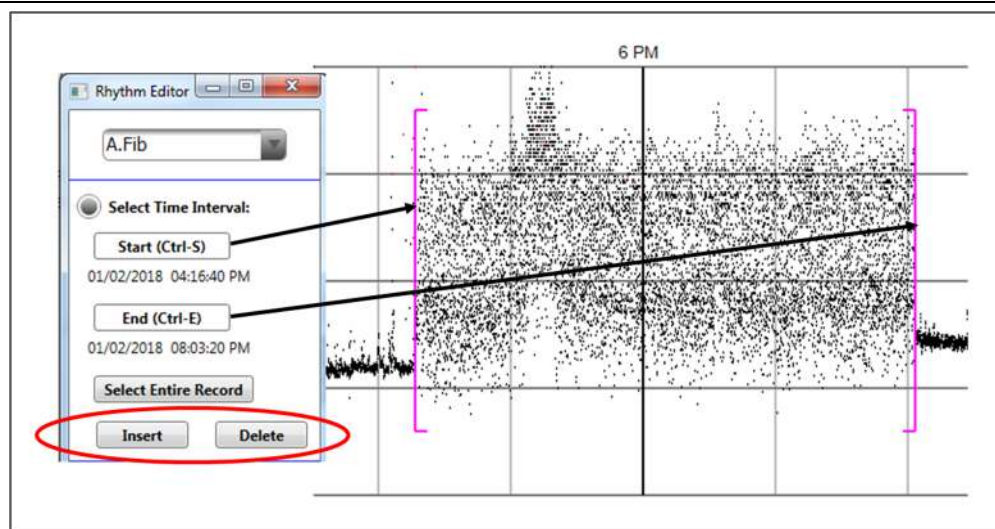 6 PM
Rhythm Editor
A.Fib
Select Time Interval:
Start (Ctrl-S)
01/02/2018 04:16:40 PM
End (Ctrl-E)
01/02/2018 08:03:20 PM
Select Entire Record
Insert Delete